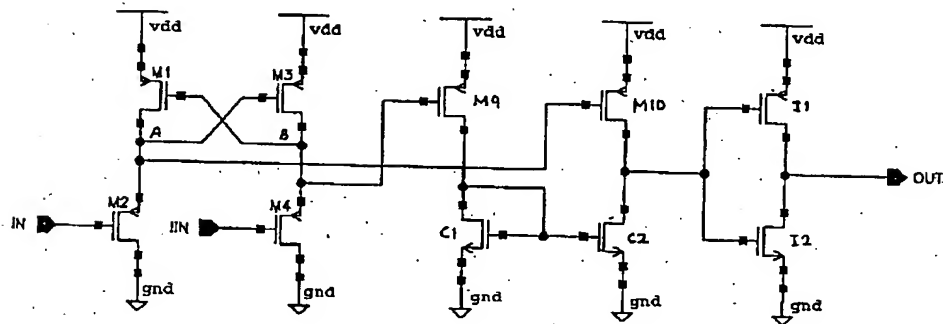 vdd
vdd
vdd
vdd
vdd
M1
M3
M9
M10
I1
A
B
OUT
M2
M4
IN
IIN
C1
C2
I2
gnd
gnd
gnd
gnd
gnd